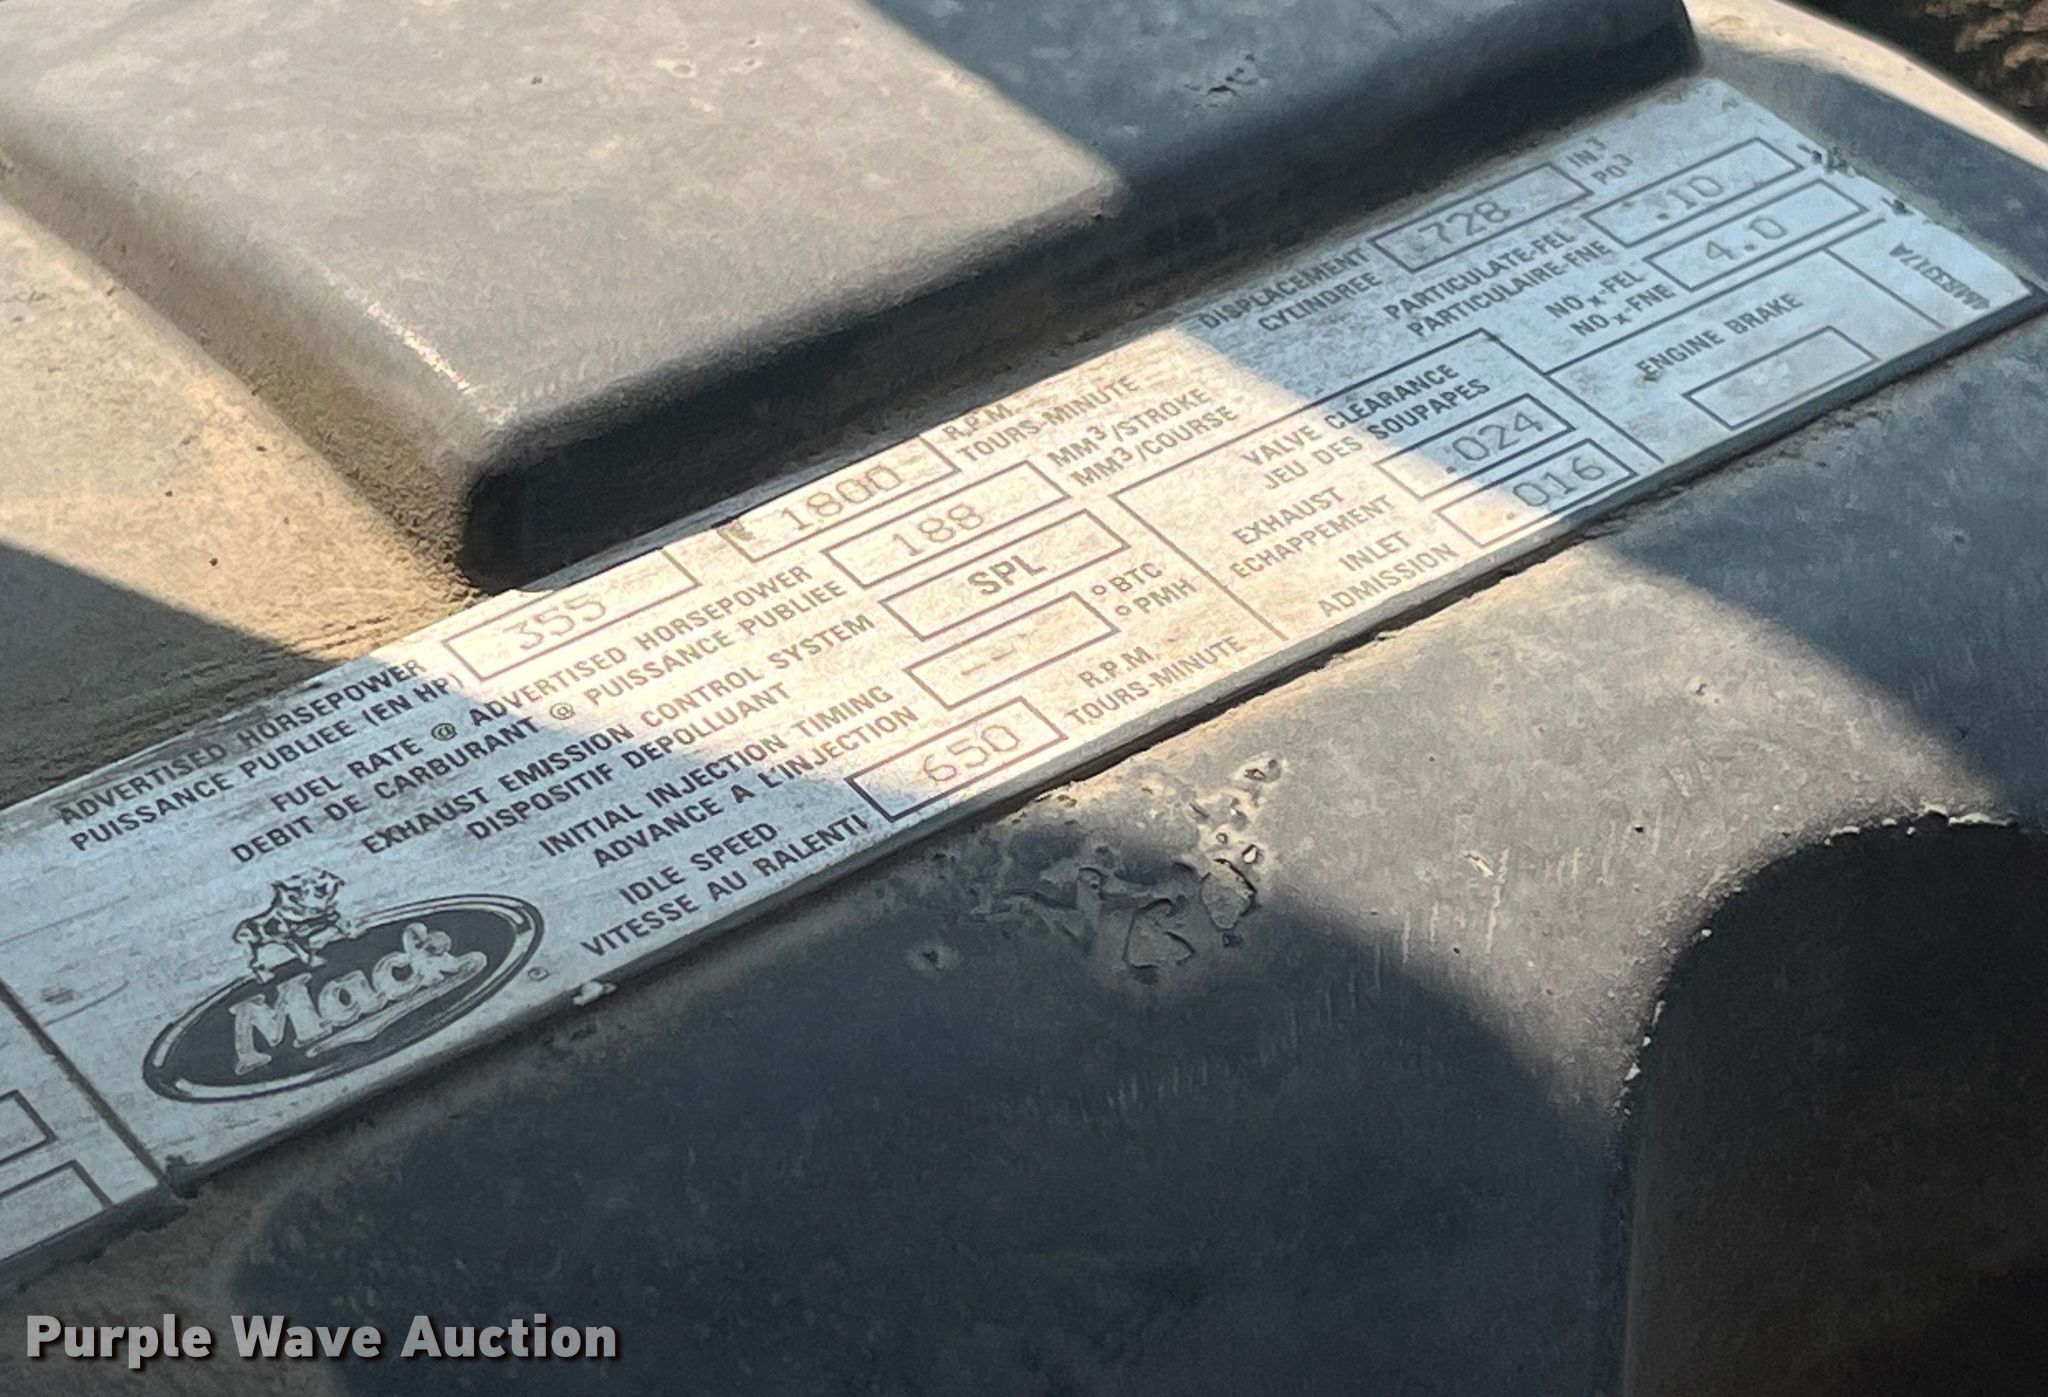 ADVERTISED HORSEPOWER 355 1800 R.P.M.
PUISSANCE PUBLIEE (EN HP) TOURS-MINUTE
FUEL RATE @ ADVERTISED HORSEPOWER 188 MM³/STROKE
DEBIT DE CARBURANT @ PUISSANCE PUBLIEE MM³/COURSE
EXHAUST EMISSION CONTROL SYSTEM SPL
DISPOSITIF DEPOLLUANT
INITIAL INJECTION TIMING -- °BTC
ADVANCE A L'INJECTION °PMH
IDLE SPEED 650 R.P.M.
VITESSE AU RALENTI TOURS-MINUTE
Mack ®
DISPLACEMENT 728 IN³
CYLINDREE PO³
PARTICULATE-FEL .10
PARTICULAIRE-FNE
NOx-FEL 4.0
NOx-FNE
VALVE CLEARANCE
JEU DES SOUPAPES
EXHAUST .024
ECHAPPEMENT
INLET .016
ADMISSION
ENGINE BRAKE
Purple Wave Auction